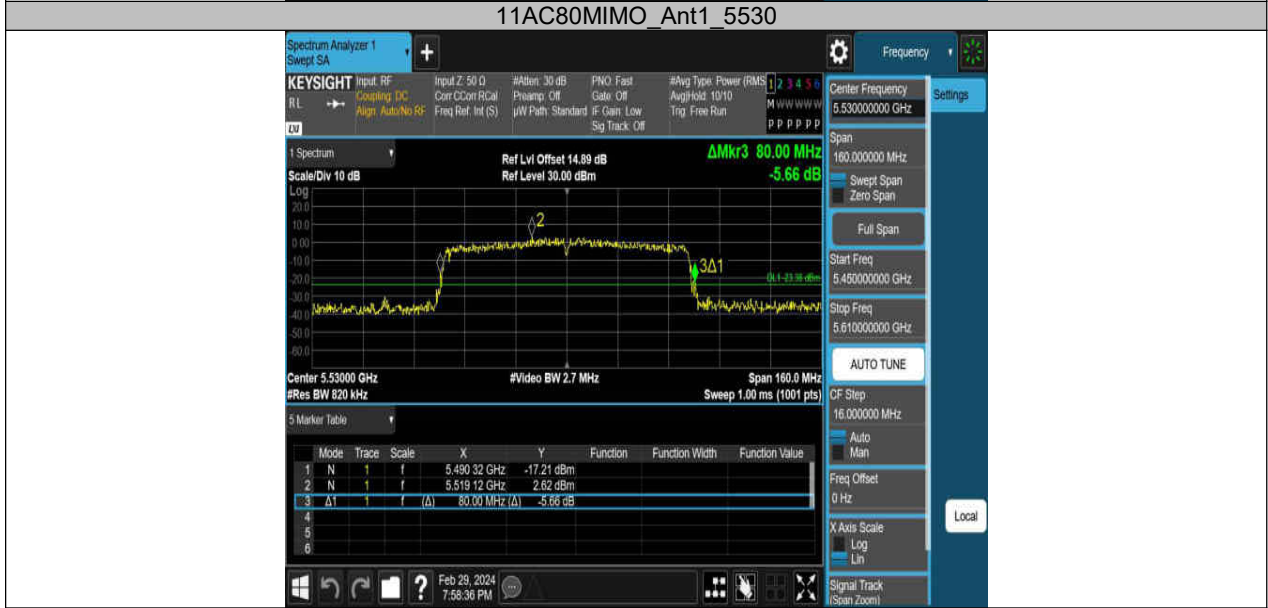 11AC80MIMO_Ant1_5530
Spectrum Analyzer 1
Swept SA
+
Frequency
KEYSIGHT Input: RF Input Z: 50 Ω #Atten: 30 dB PNO: Fast #Avg Type: Power (RMS 1 2 3 4 5 6
RL Coupling: DC Corr CCorr RCal Preamp: Off Gate: Off Avg|Hold: 10/10 M W W W W W
Align: Auto/No RF Freq Ref: Int (S) µW Path: Standard IF Gain: Low Trig: Free Run
Sig Track: Off P P P P P P
Center Frequency
5.530000000 GHz
Settings
Span
160.000000 MHz
Swept Span
Zero Span
Full Span
Start Freq
5.450000000 GHz
Stop Freq
5.610000000 GHz
AUTO TUNE
CF Step
16.000000 MHz
Auto
Man
Freq Offset
0 Hz
X Axis Scale
Log
Lin
Signal Track
(Span Zoom)
Local
1 Spectrum
Ref Lvl Offset 14.89 dB
ΔMkr3 80.00 MHz
Scale/Div 10 dB
Ref Level 30.00 dBm
-5.66 dB
Log
20.0
10.0
0.00
-10.0
-20.0
-30.0
-40.0
-50.0
-60.0
2
3Δ1
DL1 -23.38 dBm
Center 5.53000 GHz #Video BW 2.7 MHz Span 160.0 MHz
#Res BW 820 kHz Sweep 1.00 ms (1001 pts)
5 Marker Table
Mode Trace Scale X Y Function Function Width Function Value
1 N 1 f 5.490 32 GHz -17.21 dBm
2 N 1 f 5.519 12 GHz 2.62 dBm
3 Δ1 1 f (Δ) 80.00 MHz (Δ) -5.66 dB
4
5
6
?
Feb 29, 2024
7:58:36 PM